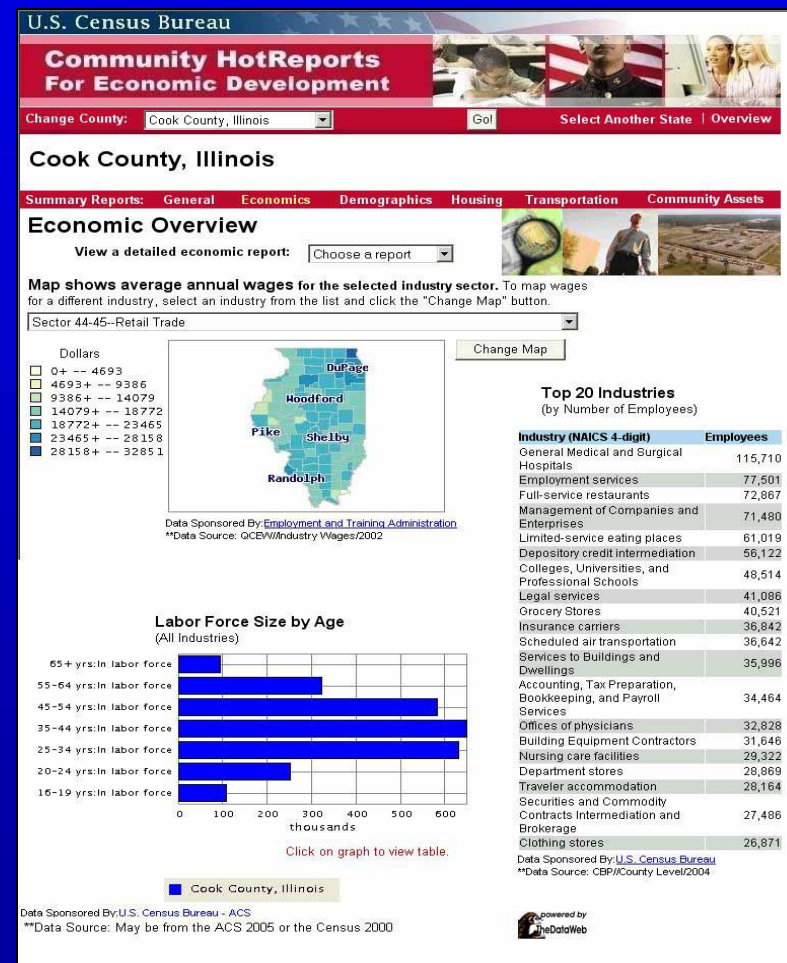 U.S. Census Bureau
Community HotReports
For Economic Development
Change County:
Cook County, Illinois
Go!
Select Another State | Overview
Cook County, Illinois
Summary Reports: General Economics Demographics Housing Transportation Community Assets
Economic Overview
View a detailed economic report:
Choose a report
Map shows average annual wages for the selected industry sector. To map wages
for a different industry, select an industry from the list and click the "Change Map" button.
Sector 44-45--Retail Trade
Change Map
Dollars
0+ -- 4693
4693+ -- 9386
9386+ -- 14079
14079+ -- 18772
18772+ -- 23465
23465+ -- 28158
28158+ -- 32851
DuPage
Woodford
Pike
Shelby
Randolph
Data Sponsored By:Employment and Training Administration
**Data Source: QCEW//Industry Wages/2002
Labor Force Size by Age
(All Industries)
65+ yrs:In labor force
55-64 yrs:In labor force
45-54 yrs:In labor force
35-44 yrs:In labor force
25-34 yrs:In labor force
20-24 yrs:In labor force
16-19 yrs:In labor force
0 100 200 300 400 500 600
thousands
Click on graph to view table.
Cook County, Illinois
Data Sponsored By:U.S. Census Bureau - ACS
**Data Source: May be from the ACS 2005 or the Census 2000
Top 20 Industries
(by Number of Employees)
Industry (NAICS 4-digit) Employees
General Medical and Surgical
Hospitals 115,710
Employment services 77,501
Full-service restaurants 72,867
Management of Companies and
Enterprises 71,480
Limited-service eating places 61,019
Depository credit intermediation 56,122
Colleges, Universities, and
Professional Schools 48,514
Legal services 41,086
Grocery Stores 40,521
Insurance carriers 36,842
Scheduled air transportation 36,642
Services to Buildings and
Dwellings 35,996
Accounting, Tax Preparation,
Bookkeeping, and Payroll
Services 34,464
Offices of physicians 32,828
Building Equipment Contractors 31,646
Nursing care facilities 29,322
Department stores 28,869
Traveler accommodation 28,164
Securities and Commodity
Contracts Intermediation and
Brokerage 27,486
Clothing stores 26,871
Data Sponsored By:U.S. Census Bureau
**Data Source: CBP//County Level/2004
powered by
TheDataWeb